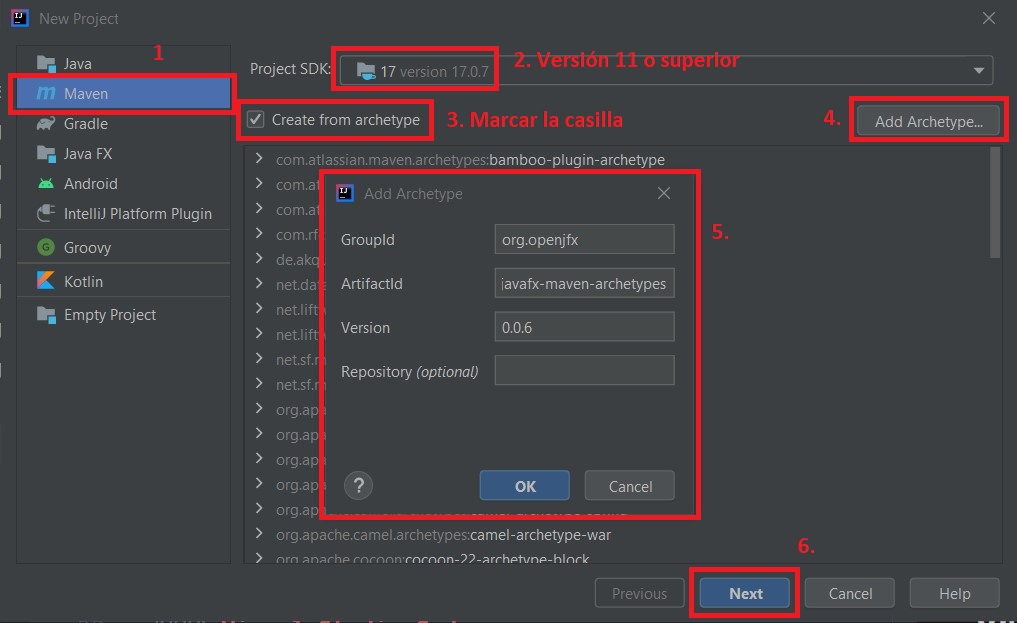 New Project
1
Java
Maven
Gradle
Java FX
Android
IntelliJ Platform Plugin
Groovy
Kotlin
Empty Project
Project SDK:
17 version 17.0.7
2. Versión 11 o superior
Create from archetype
3. Marcar la casilla
4.
Add Archetype...
com.atlassian.maven.archetypes:bamboo-plugin-archetype
com.at
com.at
com.rf
de.akq
net.data
net.lift
net.lift
net.sf.m
net.sf.m
org.apa
org.apa
org.apa
org.apa
org.ap
org.apache.camel.archetypes:camel-archetype-war
org.apache.cocoon:cocoon-22-archetype-block
5.
Add Archetype
GroupId
org.openjfx
ArtifactId
javafx-maven-archetypes
Version
0.0.6
Repository (optional)
?
OK
Cancel
6.
Previous
Next
Cancel
Help